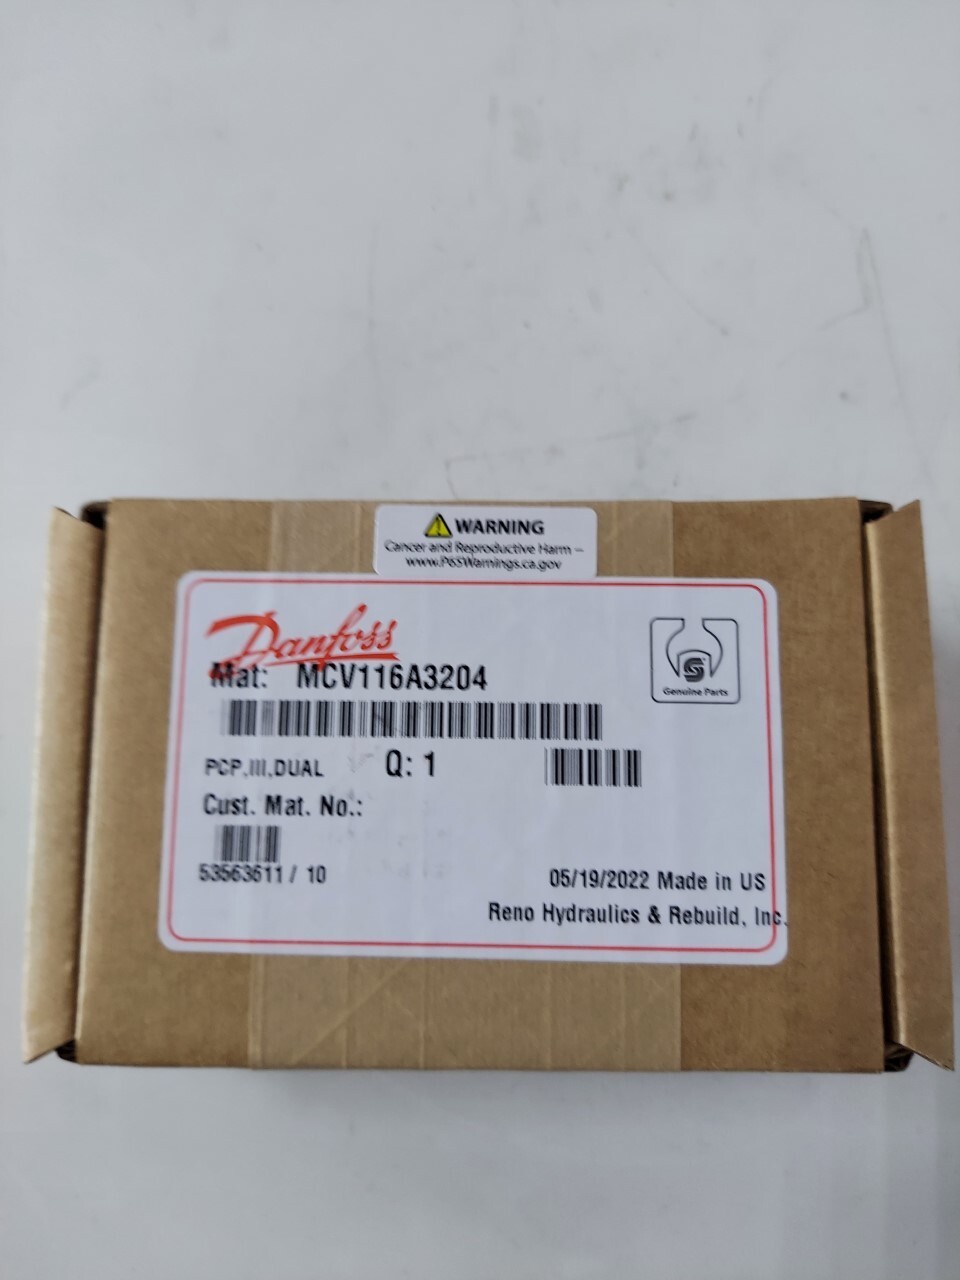 WARNING
Cancer and Reproductive Harm –
www.P65Warnings.ca.gov
Danfoss
Mat: MCV116A3204
Genuine Parts
PCP,III,DUAL Q: 1
Cust. Mat. No.:
53563611 / 10
05/19/2022 Made in US
Reno Hydraulics & Rebuild, Inc.